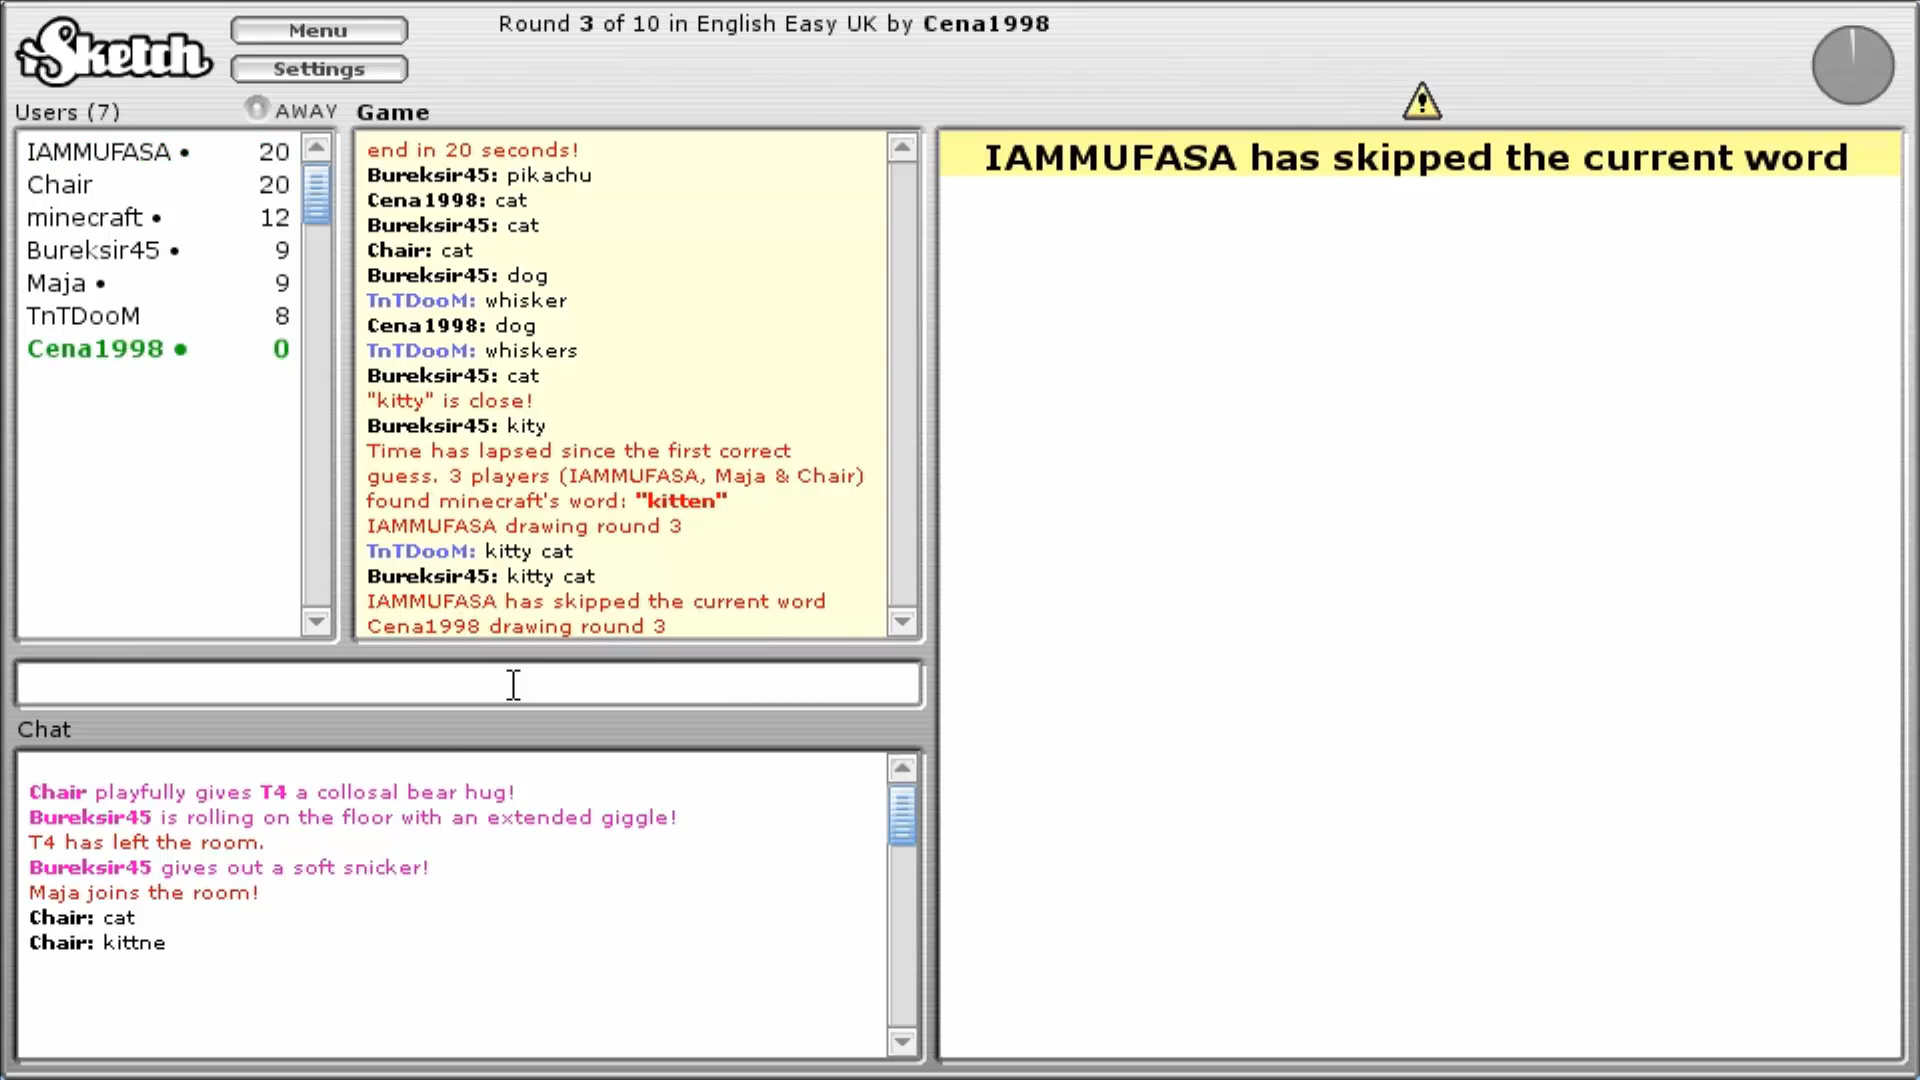 iSketch
Menu
Settings
Round 3 of 10 in English Easy UK by Cena1998
Users (7)
AWAY
IAMMUFASA • 20
Chair 20
minecraft • 12
Bureksir45 • 9
Maja • 9
TnTDooM 8
Cena1998 • 0
Game
end in 20 seconds!
Bureksir45: pikachu
Cena1998: cat
Bureksir45: cat
Chair: cat
Bureksir45: dog
TnTDooM: whisker
Cena1998: dog
TnTDooM: whiskers
Bureksir45: cat
"kitty" is close!
Bureksir45: kity
Time has lapsed since the first correct
guess. 3 players (IAMMUFASA, Maja & Chair)
found minecraft's word: "kitten"
IAMMUFASA drawing round 3
TnTDooM: kitty cat
Bureksir45: kitty cat
IAMMUFASA has skipped the current word
Cena1998 drawing round 3
Chat
Chair playfully gives T4 a collosal bear hug!
Bureksir45 is rolling on the floor with an extended giggle!
T4 has left the room.
Bureksir45 gives out a soft snicker!
Maja joins the room!
Chair: cat
Chair: kittne
IAMMUFASA has skipped the current word